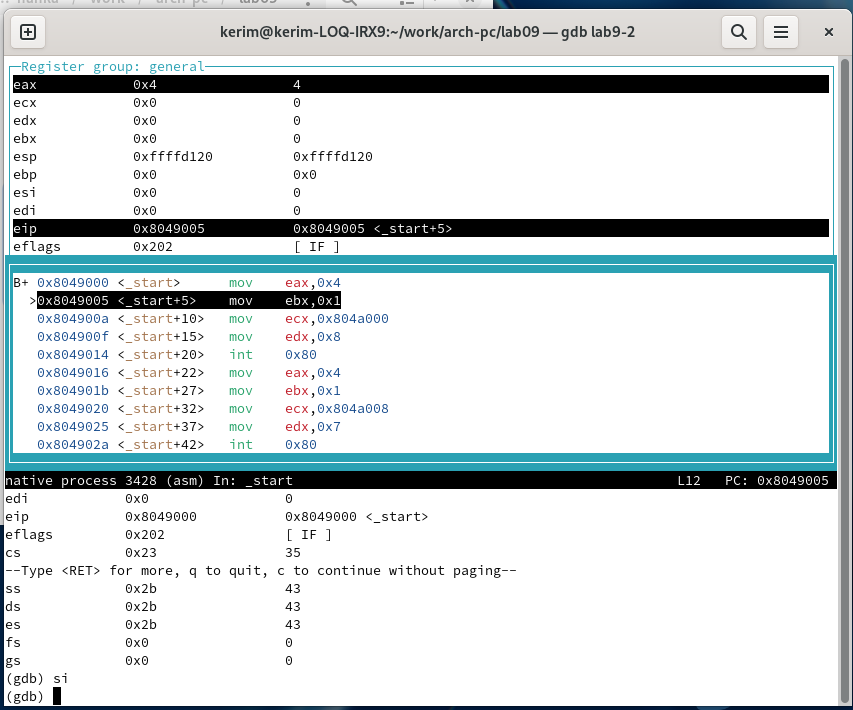 kerim@kerim-LOQ-IRX9:~/work/arch-pc/lab09 — gdb lab9-2
Register group: general
eax 0x4 4
ecx 0x0 0
edx 0x0 0
ebx 0x0 0
esp 0xffffd120 0xffffd120
ebp 0x0 0x0
esi 0x0 0
edi 0x0 0
eip 0x8049005 0x8049005 <_start+5>
eflags 0x202 [ IF ]
B+ 0x8049000 <_start> mov eax,0x4
>0x8049005 <_start+5> mov ebx,0x1
0x804900a <_start+10> mov ecx,0x804a000
0x804900f <_start+15> mov edx,0x8
0x8049014 <_start+20> int 0x80
0x8049016 <_start+22> mov eax,0x4
0x804901b <_start+27> mov ebx,0x1
0x8049020 <_start+32> mov ecx,0x804a008
0x8049025 <_start+37> mov edx,0x7
0x804902a <_start+42> int 0x80
native process 3428 (asm) In: _start L12 PC: 0x8049005
edi 0x0 0
eip 0x8049000 0x8049000 <_start>
eflags 0x202 [ IF ]
cs 0x23 35
--Type <RET> for more, q to quit, c to continue without paging--
ss 0x2b 43
ds 0x2b 43
es 0x2b 43
fs 0x0 0
gs 0x0 0
(gdb) si
(gdb)